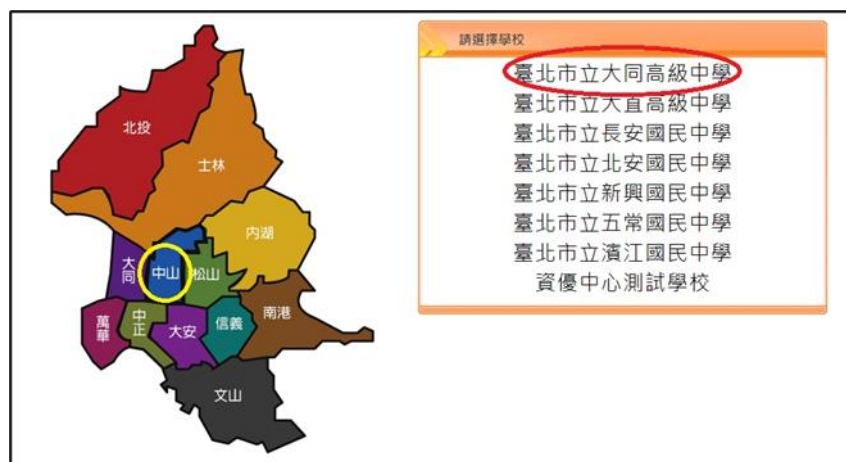 北投
士林
內湖
大同
中山
松山
萬華
中正
大安
信義
南港
文山
請選擇學校
臺北市立大同高級中學
臺北市立大直高級中學
臺北市立長安國民中學
臺北市立北安國民中學
臺北市立新興國民中學
臺北市立五常國民中學
臺北市立濱江國民中學
資優中心測試學校